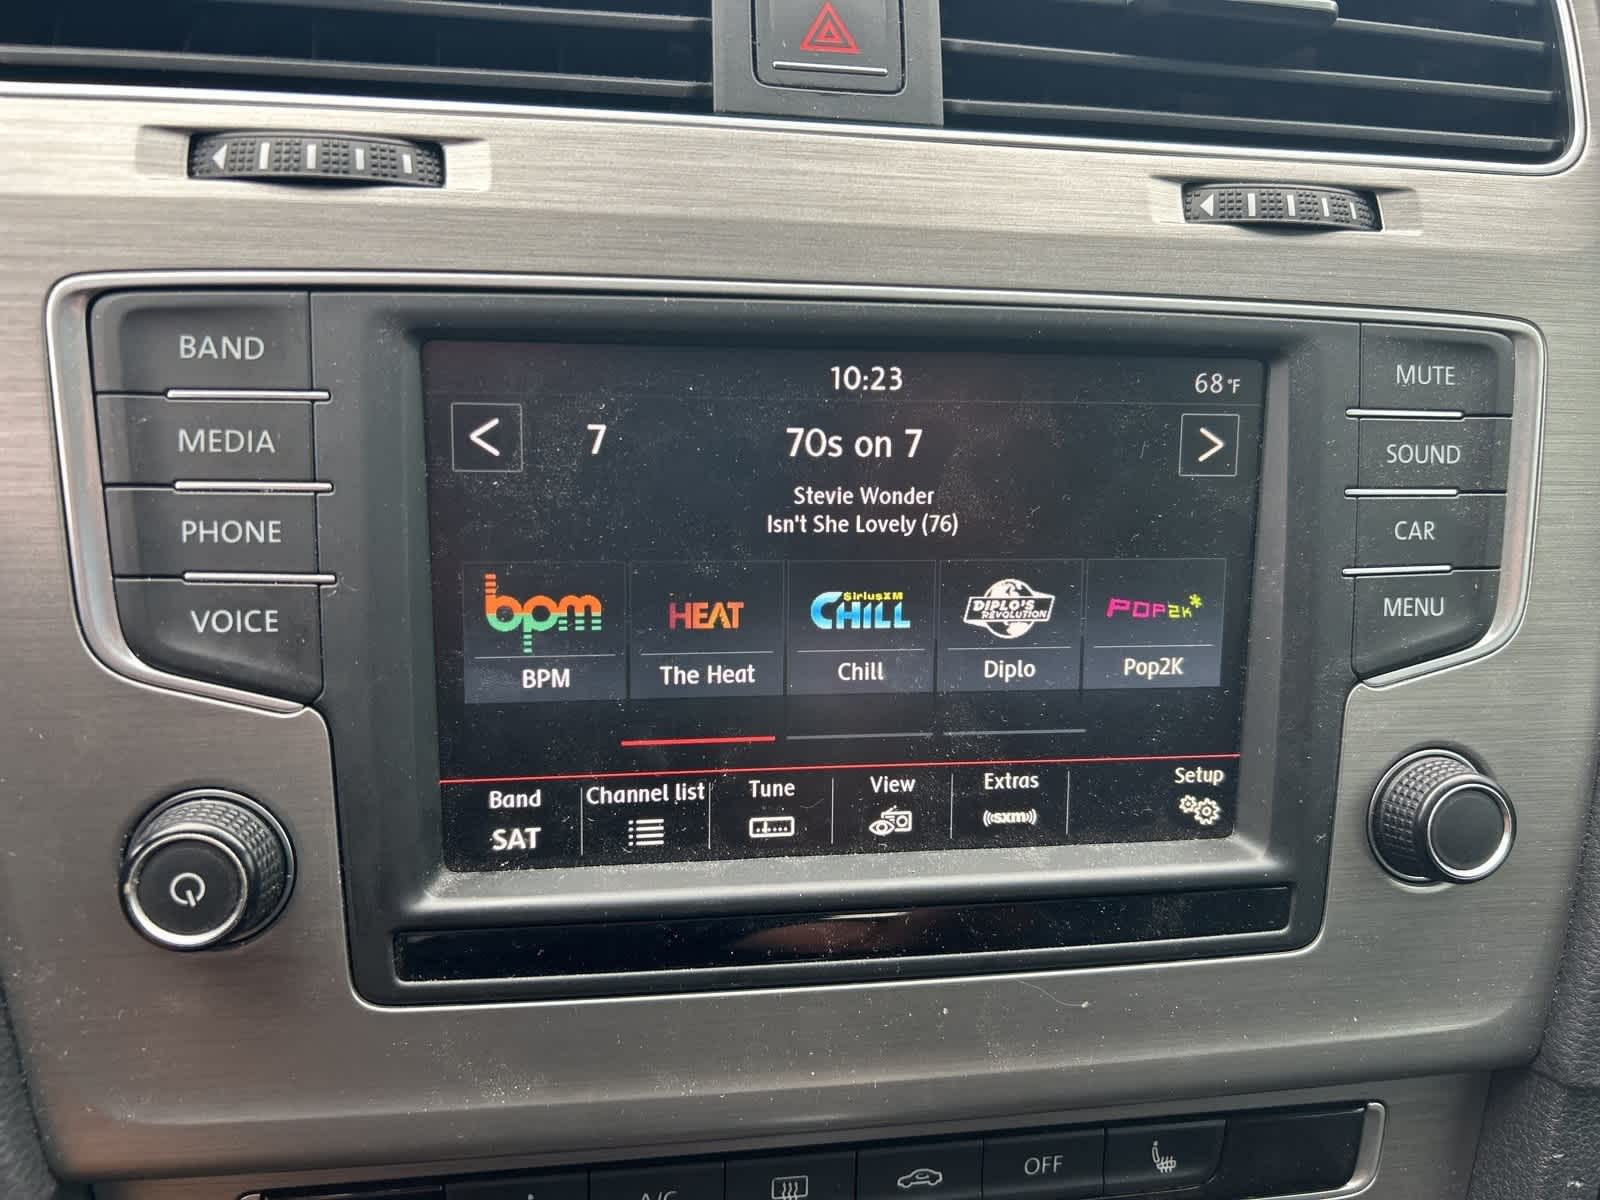 BAND
MEDIA
PHONE
VOICE
10:23
68°F
<
7
70s on 7
>
Stevie Wonder
Isn't She Lovely (76)
bpm
HEAT
SiriusXM
CHILL
DIPLO'S
REVOLUTION
POP2K*
BPM
The Heat
Chill
Diplo
Pop2K
Band
SAT
Channel list
Tune
View
Extras
((sxm))
Setup
MUTE
SOUND
CAR
MENU
A/C
OFF